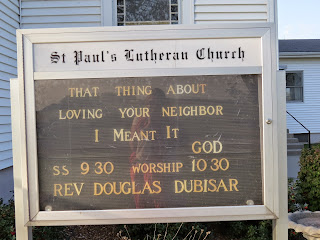 St Paul's Lutheran Church
THAT THING ABOUT
LOVING YOUR NEIGHBOR
I MEANT IT
GOD
SS 9 30 WORSHIP 10 30
REV DOUGLAS DUBISAR